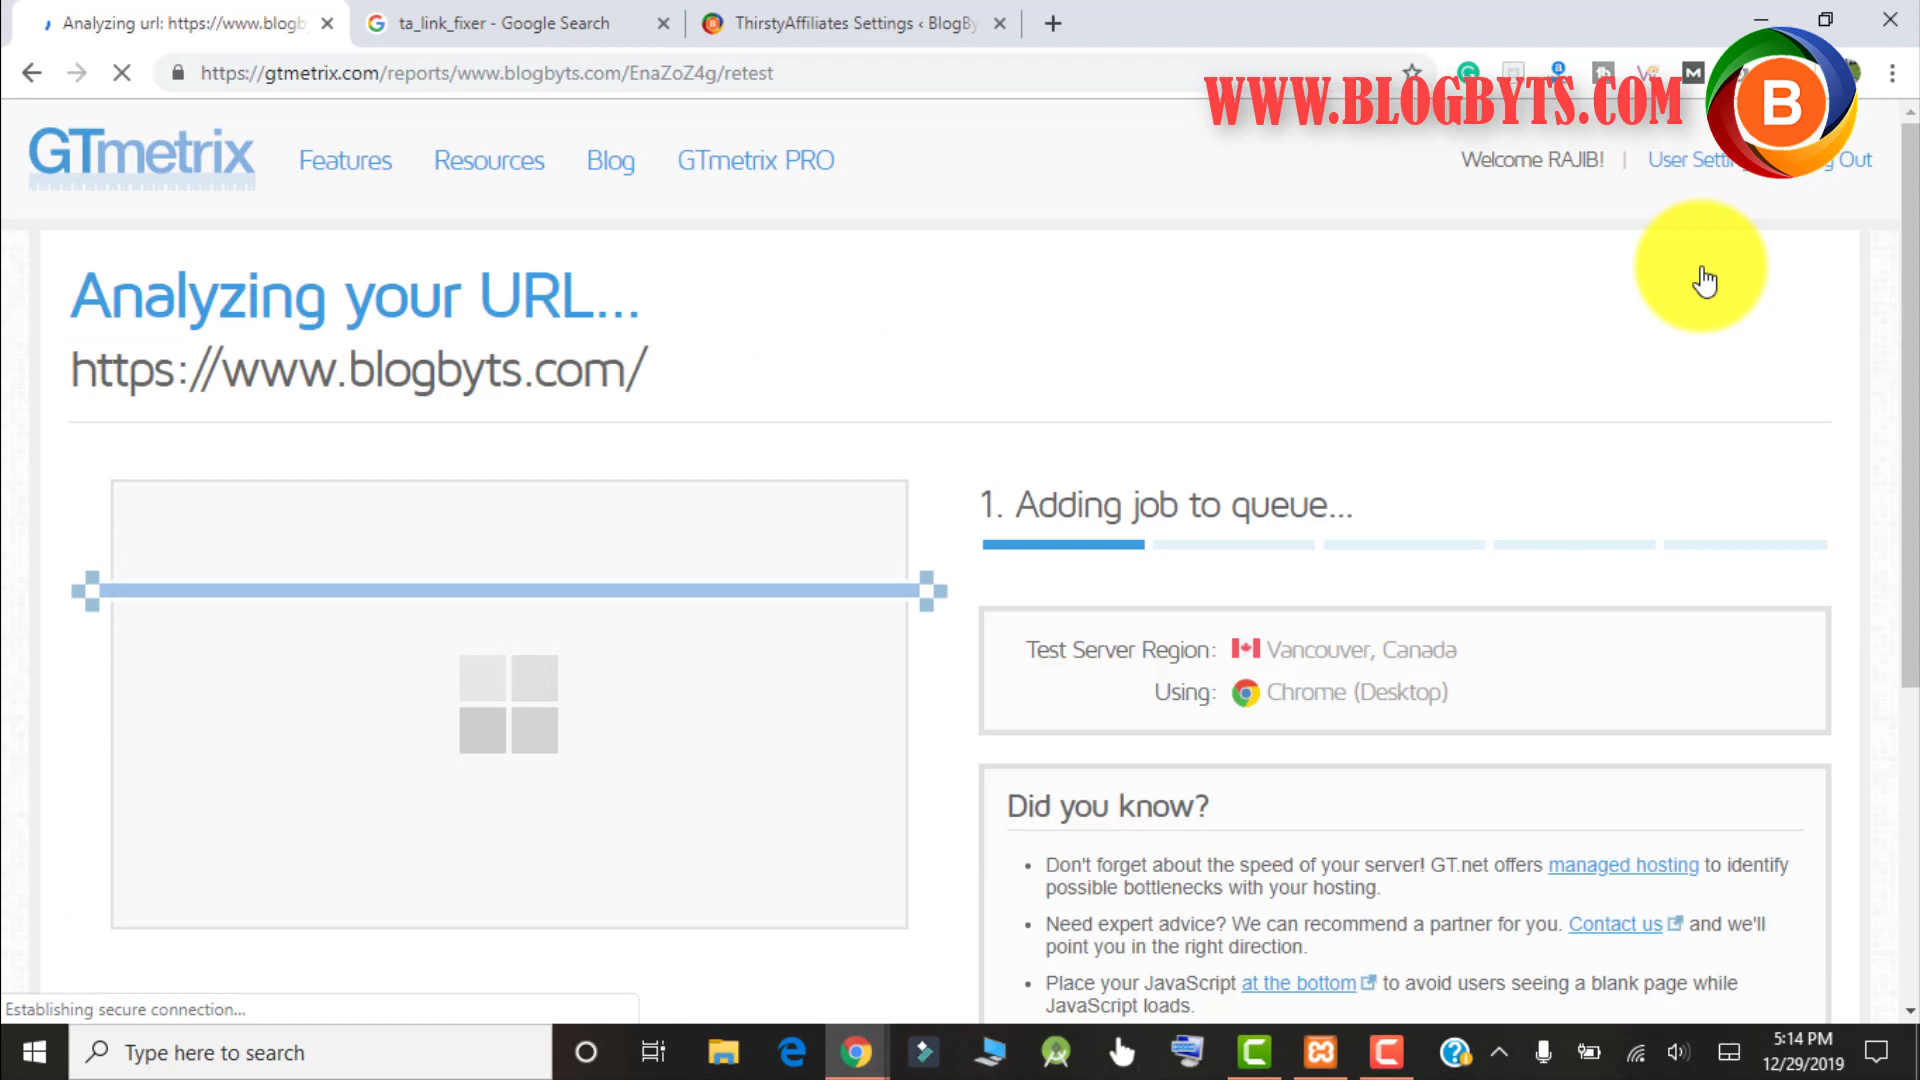 Analyzing url: https://www.blogb
ta_link_fixer - Google Search
ThirstyAffiliates Settings ‹ BlogBy
https://gtmetrix.com/reports/www.blogbyts.com/EnaZoZ4g/retest
WWW.BLOGBYTS.COM
B
GTmetrix
Features
Resources
Blog
GTmetrix PRO
Welcome RAJIB!
|
User Setti
Out
Analyzing your URL...
https://www.blogbyts.com/
1. Adding job to queue...
Test Server Region: Vancouver, Canada
Using: Chrome (Desktop)
Did you know?
• Don't forget about the speed of your server! GT.net offers managed hosting to identify
possible bottlenecks with your hosting.
• Need expert advice? We can recommend a partner for you. Contact us and we'll
point you in the right direction.
• Place your JavaScript at the bottom to avoid users seeing a blank page while
JavaScript loads.
Establishing secure connection...
Type here to search
5:14 PM
12/29/2019